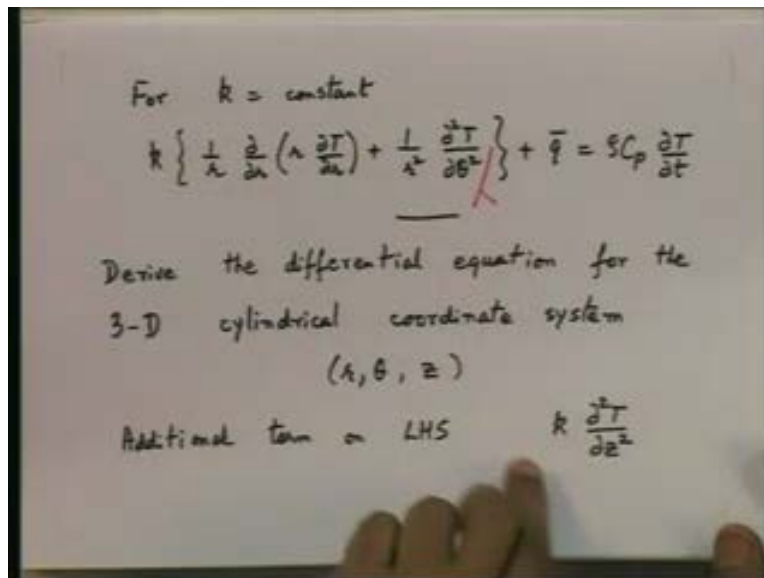 For k = constant
k { 1/r ∂/∂r (r ∂T/∂r) + 1/r² ∂²T/∂θ² } + q̄ = ρCp ∂T/∂t
Derive the differential equation for the
3-D cylindrical coordinate system
(r, θ, z)
Additional term on LHS k ∂²T/∂z²